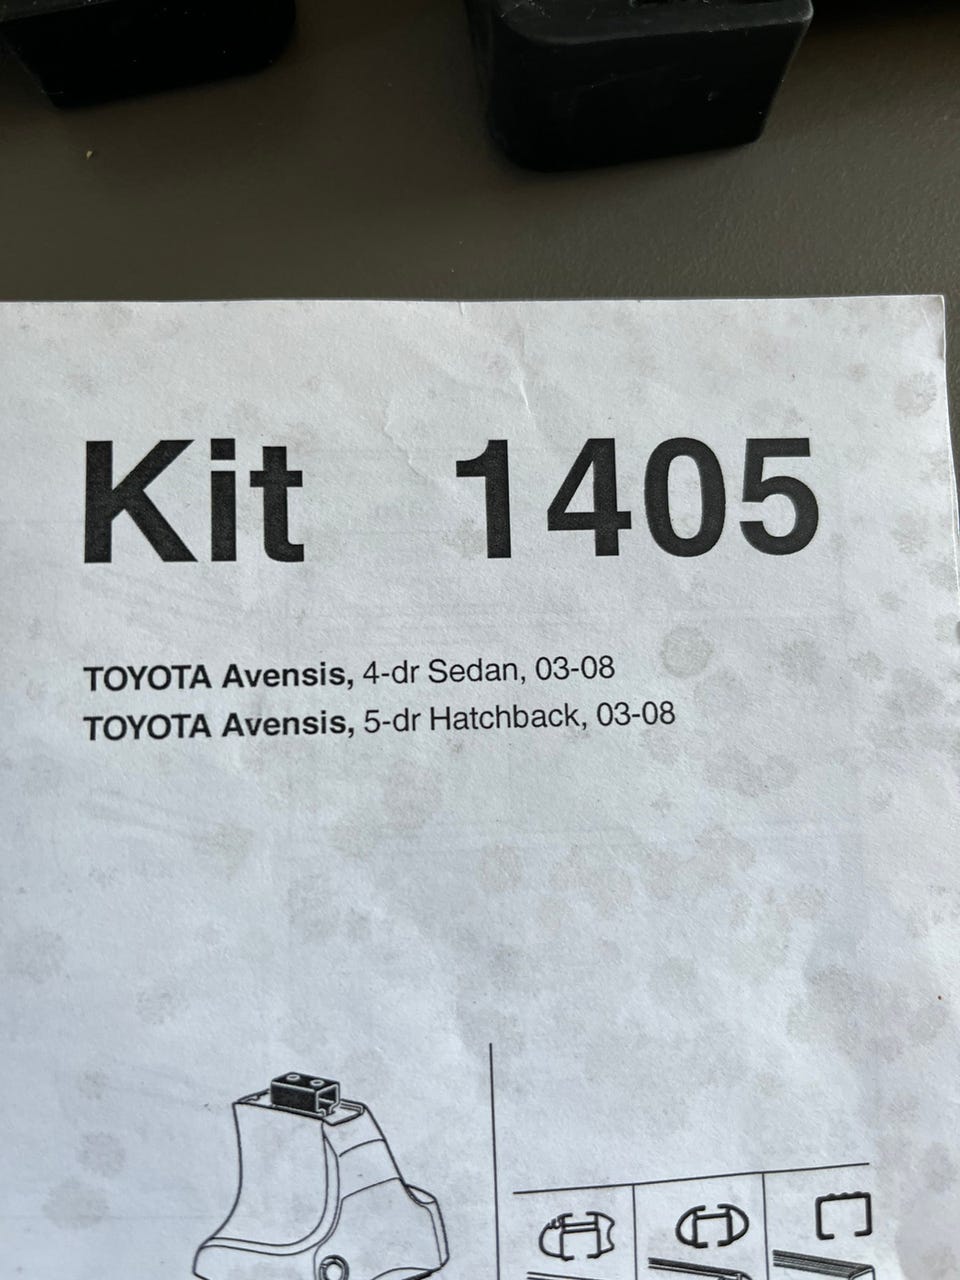 Kit 1405
TOYOTA Avensis, 4-dr Sedan, 03-08
TOYOTA Avensis, 5-dr Hatchback, 03-08